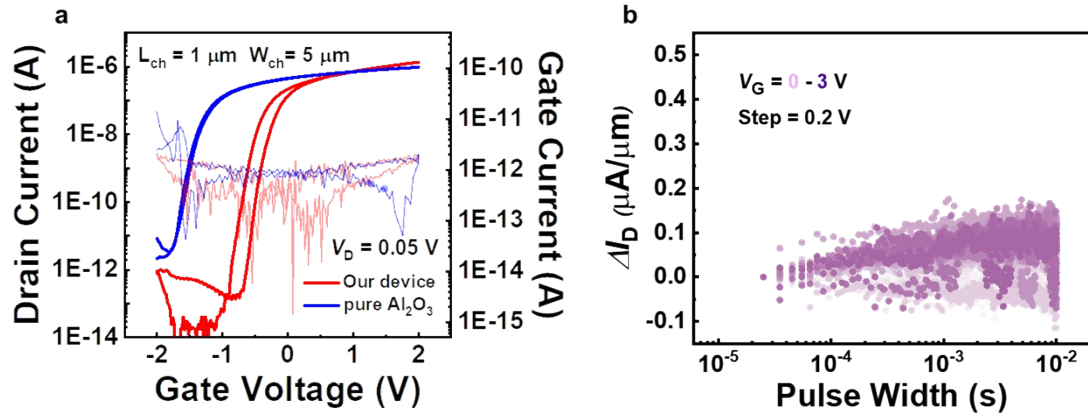 a
L_ch = 1 μm W_ch = 5 μm
Drain Current (A)
1E-6
1E-8
1E-10
1E-12
1E-14
V_D = 0.05 V
Our device
pure Al₂O₃
-2
-1
0
1
2
Gate Voltage (V)
1E-10
1E-11
1E-12
1E-13
1E-14
1E-15
Gate Current (A)
b
V_G = 0 - 3 V
Step = 0.2 V
ΔI_D (μA/μm)
0.5
0.4
0.3
0.2
0.1
0.0
-0.1
10⁻⁵
10⁻⁴
10⁻³
10⁻²
Pulse Width (s)